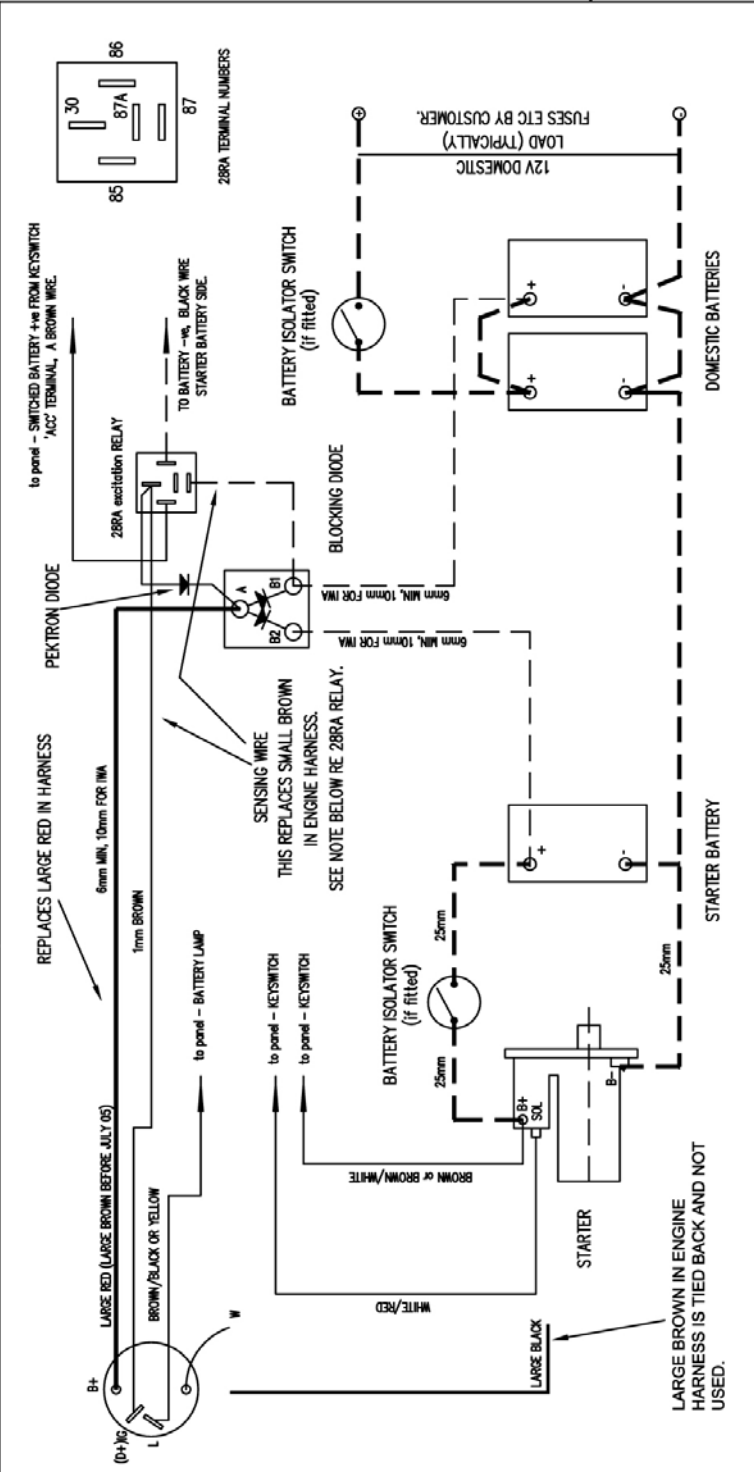 B+
(D+)IG
L
W
LARGE RED (LARGE BROWN BEFORE JULY 05)
BROWN/BLACK OR YELLOW
1mm BROWN
6mm MIN, 10mm FOR IWA
REPLACES LARGE RED IN HARNESS
to panel - BATTERY LAMP
to panel - KEYSWITCH
to panel - KEYSWITCH
WHITE/RED
BROWN or BROWN/WHITE
LARGE BLACK
LARGE BROWN IN ENGINE
HARNESS IS TIED BACK AND NOT
USED.
STARTER
B+
SOL
B-
BATTERY ISOLATOR SWITCH
(if fitted)
25mm
25mm
25mm
+
-
STARTER BATTERY
SENSING WIRE
THIS REPLACES SMALL BROWN
IN ENGINE HARNESS.
SEE NOTE BELOW RE 28RA RELAY.
PEKTRON DIODE
A
B2
B1
BLOCKING DIODE
6mm MIN, 10mm FOR IWA
6mm MIN, 10mm FOR IWA
28RA excitation RELAY
to panel - SWITCHED BATTERY +ve FROM KEYSWITCH
'ACC' TERMINAL, A BROWN WIRE.
TO BATTERY -ve, BLACK WIRE
STARTER BATTERY SIDE.
BATTERY ISOLATOR SWITCH
(if fitted)
+
-
+
-
DOMESTIC BATTERIES
+
-
12V DOMESTIC
LOAD (TYPICALLY)
FUSES ETC BY CUSTOMER.
85
30
86
87A
87
28RA TERMINAL NUMBERS